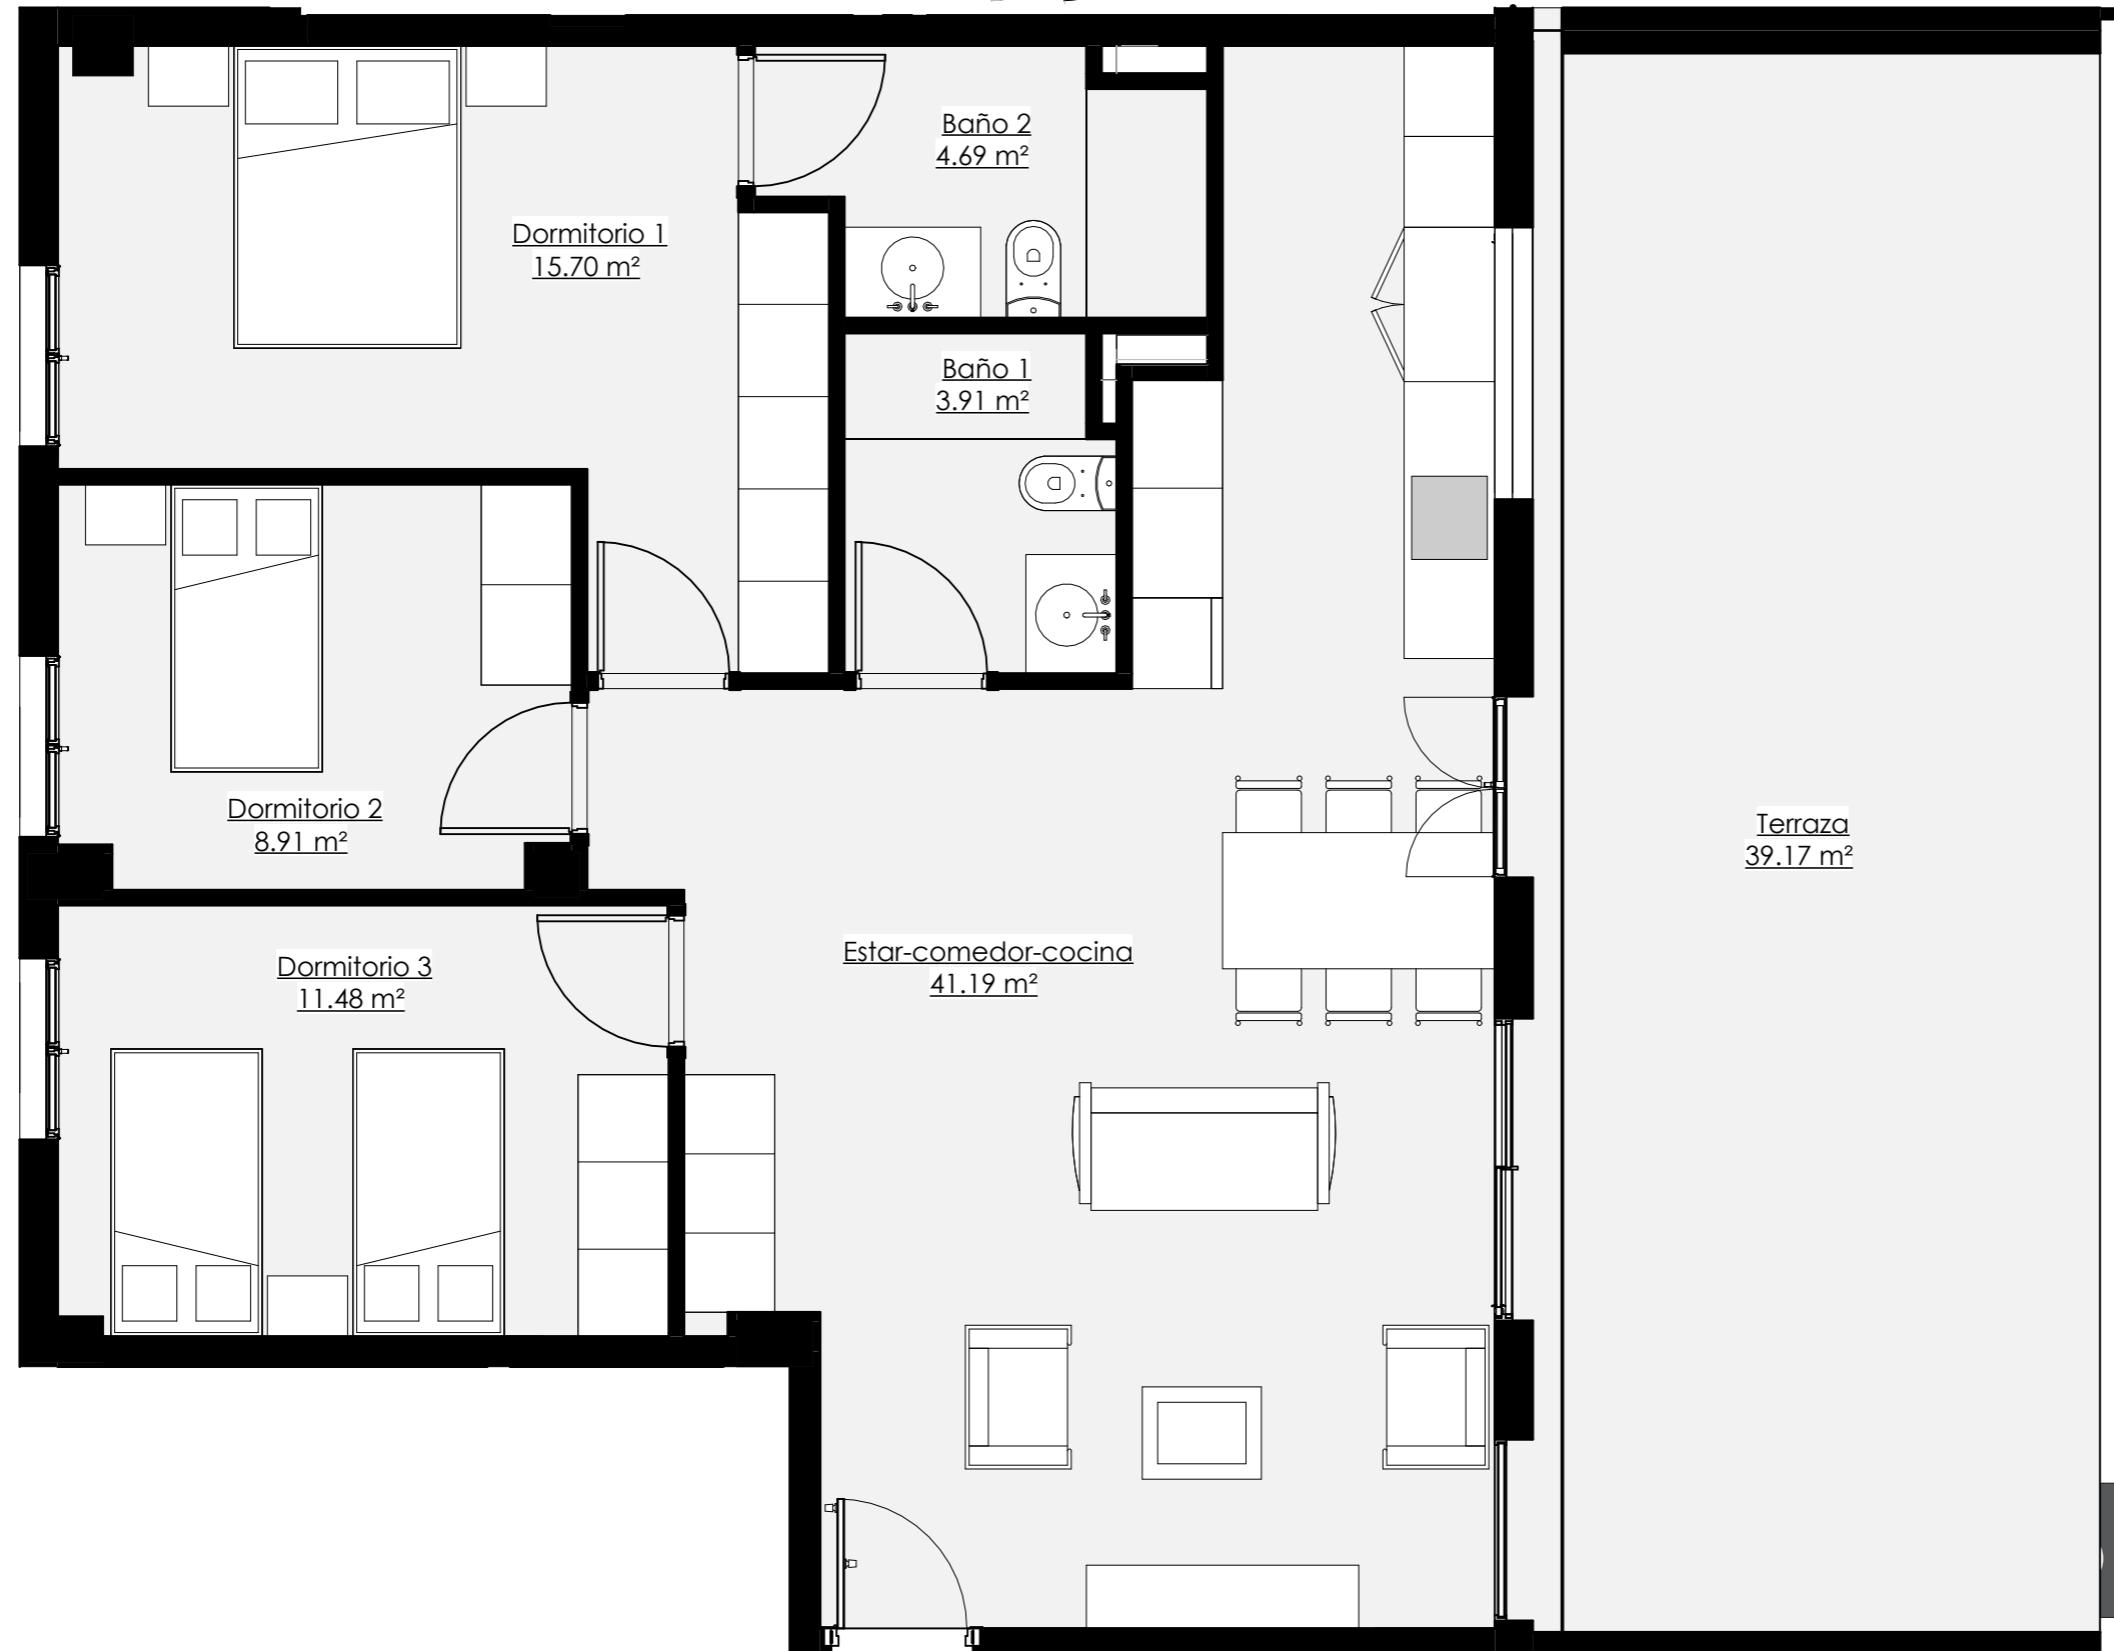 Baño 2
4.69 m²
Dormitorio 1
15.70 m²
Baño 1
3.91 m²
Dormitorio 2
8.91 m²
Terraza
39.17 m²
Estar-comedor-cocina
41.19 m²
Dormitorio 3
11.48 m²